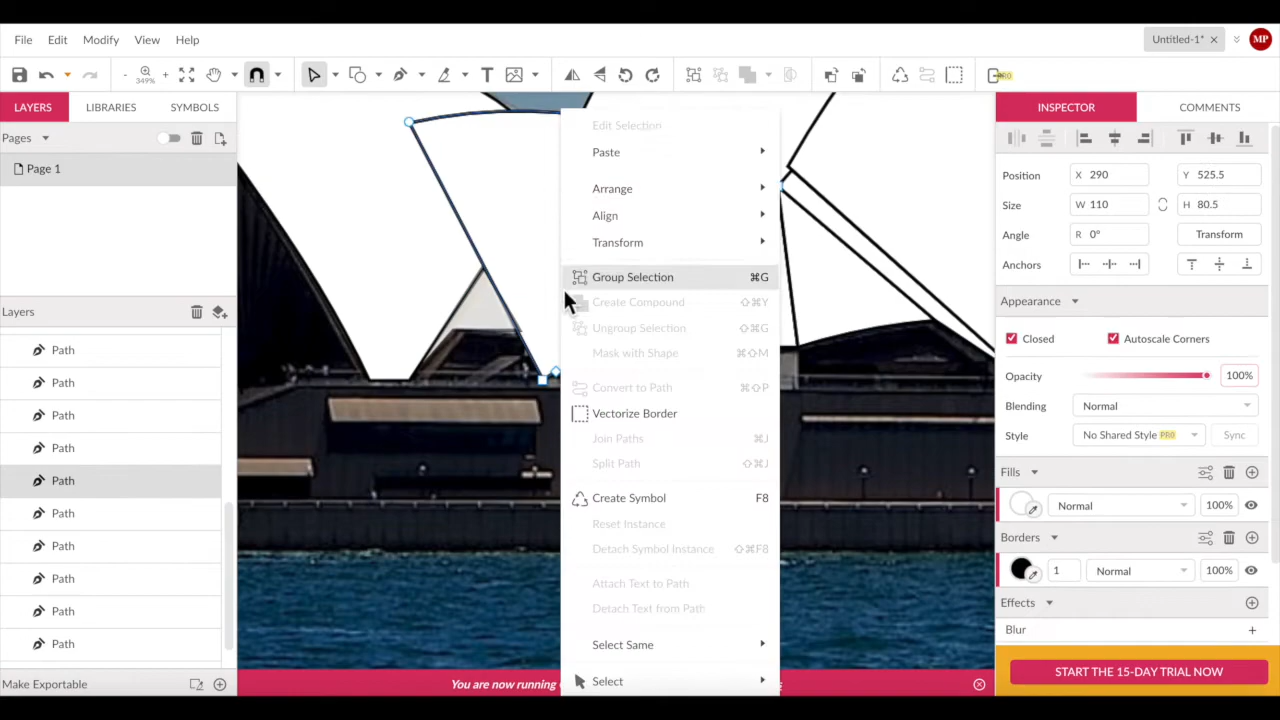 File Edit Modify View Help
Untitled-1* MP
349% - + PRO
LAYERS LIBRARIES SYMBOLS
INSPECTOR COMMENTS
Pages
Page 1
Layers
Path
Path
Path
Path
Path
Path
Path
Path
Path
Path
Make Exportable
Edit Selection
Paste
Arrange
Align
Transform
Group Selection ⌘G
Create Compound ⇧⌘Y
Ungroup Selection ⇧⌘G
Mask with Shape ⌘⇧M
Convert to Path ⌘⇧P
Vectorize Border
Join Paths ⌘J
Split Path ⇧⌘J
Create Symbol F8
Reset Instance
Detach Symbol Instance ⇧⌘F8
Attach Text to Path
Detach Text from Path
Select Same
Select
You are now running
Position X 290 Y 525.5
Size W 110 H 80.5
Angle R 0° Transform
Anchors
Appearance
Closed Autoscale Corners
Opacity 100%
Blending Normal
Style No Shared Style PRO Sync
Fills
Normal 100%
Borders
1 Normal 100%
Effects
Blur +
START THE 15-DAY TRIAL NOW